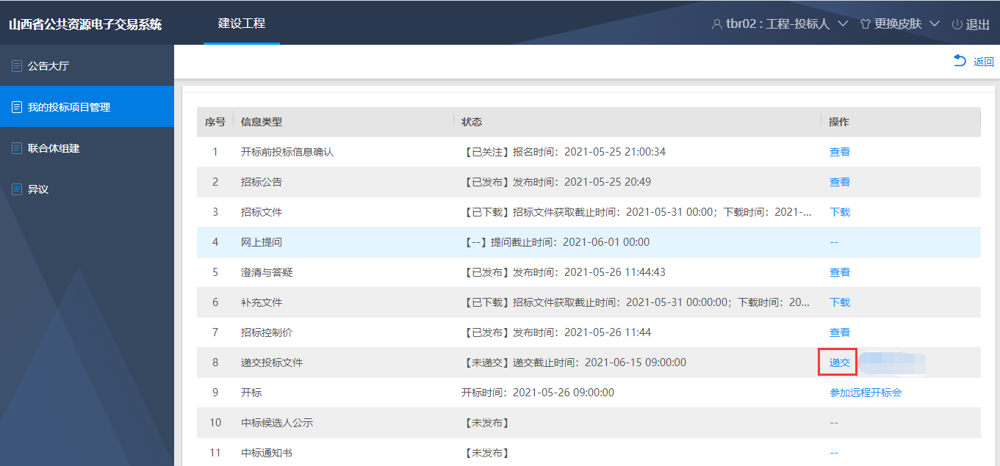 山西省公共资源电子交易系统
建设工程
tbr02 : 工程-投标人
更换皮肤
退出
公告大厅
我的投标项目管理
联合体组建
异议
返回
序号 信息类型 状态 操作
1 开标前投标信息确认 【已关注】报名时间：2021-05-25 21:00:34 查看
2 招标公告 【已发布】发布时间：2021-05-25 20:49 查看
3 招标文件 【已下载】招标文件获取截止时间：2021-05-31 00:00；下载时间：2021-... 下载
4 网上提问 【--】提问截止时间：2021-06-01 00:00 --
5 澄清与答疑 【已发布】发布时间：2021-05-26 11:44:43 查看
6 补充文件 【已下载】招标文件获取截止时间：2021-05-31 00:00:00；下载时间：20... 下载
7 招标控制价 【已发布】发布时间：2021-05-26 11:44 查看
8 递交投标文件 【未递交】递交截止时间：2021-06-15 09:00:00 递交
9 开标 开标时间：2021-05-26 09:00:00 参加远程开标会
10 中标候选人公示 【未发布】 --
11 中标通知书 【未发布】 --